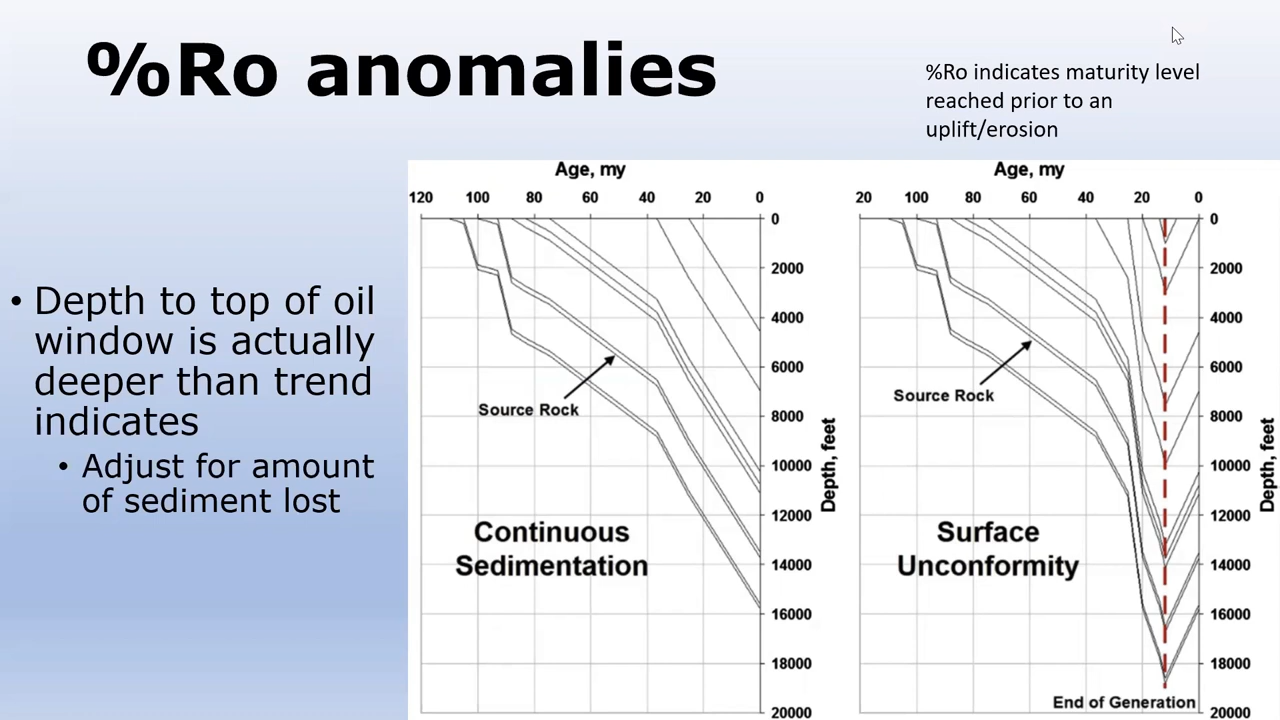 %Ro anomalies
%Ro indicates maturity level
reached prior to an
uplift/erosion
• Depth to top of oil
window is actually
deeper than trend
indicates
• Adjust for amount
of sediment lost
Age, my
120 100 80 60 40 20 0
0
2000
4000
6000
8000
10000
12000
14000
16000
18000
20000
Depth, feet
Source Rock
Continuous
Sedimentation
Age, my
20 100 80 60 40 20 0
0
2000
4000
6000
8000
10000
12000
14000
16000
18000
20000
Depth, feet
Source Rock
Surface
Unconformity
End of Generation